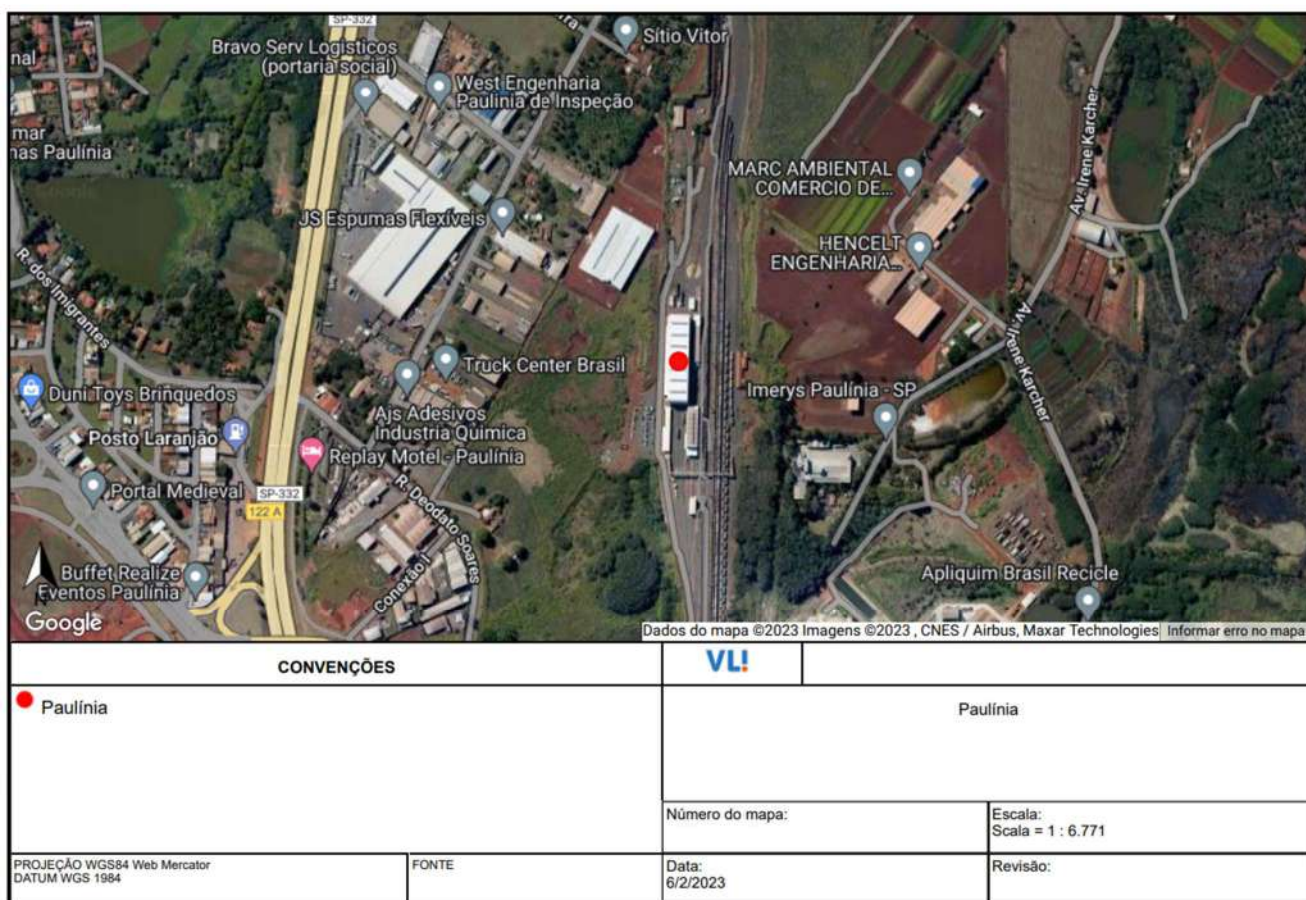 SP-332
nal
Bravo Serv Logísticos
(portaria social)
Sítio Vitor
West Engenharia
Paulinia de Inspeção
mar
nas Paulínia
MARC AMBIENTAL
COMERCIO DE...
Av. Irene Karcher
JS Espumas Flexíveis
HENCELT
ENGENHARIA...
R. dos Imigrantes
Av. Irene Karcher
Truck Center Brasil
Duni Toys Brinquedos
Imerys Paulínia - SP
Ajs Adesivos
Industria Quimica
Posto Laranjão
Replay Motel - Paulínia
Portal Medieval
SP-332
122 A
R. Deodato Soares
Buffet Realize
Eventos Paulínia
Conexão I
Apliquim Brasil Recicle
Google
Dados do mapa ©2023 Imagens ©2023 , CNES / Airbus, Maxar Technologies
Informar erro no mapa
CONVENÇÕES
VL!
Paulínia
Paulínia
Número do mapa:
Escala:
Scala = 1 : 6.771
PROJEÇÃO WGS84 Web Mercator
DATUM WGS 1984
FONTE
Data:
6/2/2023
Revisão: